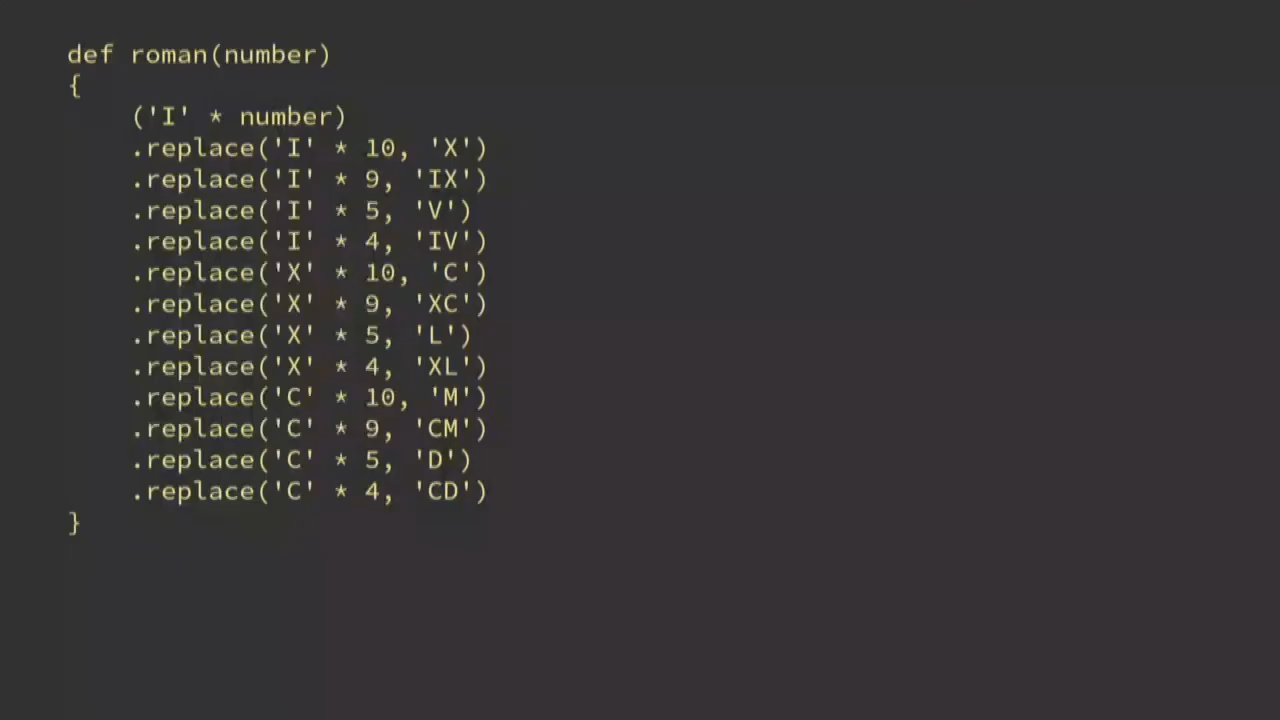 def roman(number)
{
    ('I' * number)
    .replace('I' * 10, 'X')
    .replace('I' * 9, 'IX')
    .replace('I' * 5, 'V')
    .replace('I' * 4, 'IV')
    .replace('X' * 10, 'C')
    .replace('X' * 9, 'XC')
    .replace('X' * 5, 'L')
    .replace('X' * 4, 'XL')
    .replace('C' * 10, 'M')
    .replace('C' * 9, 'CM')
    .replace('C' * 5, 'D')
    .replace('C' * 4, 'CD')
}